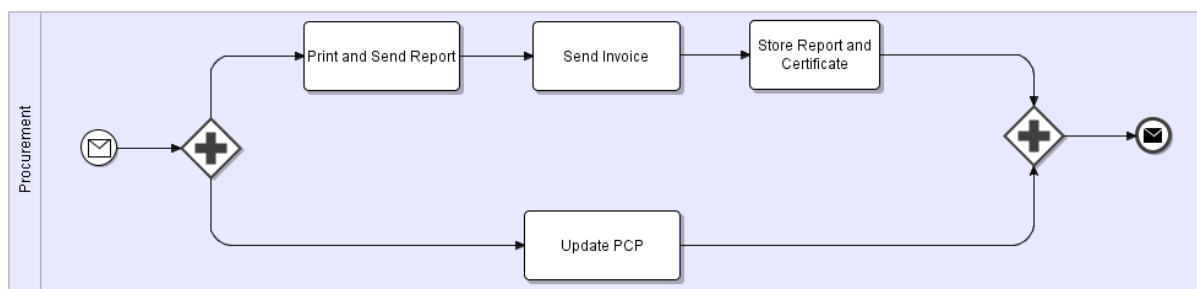 Procurement
Print and Send Report
Send Invoice
Store Report and
Certificate
Update PCP